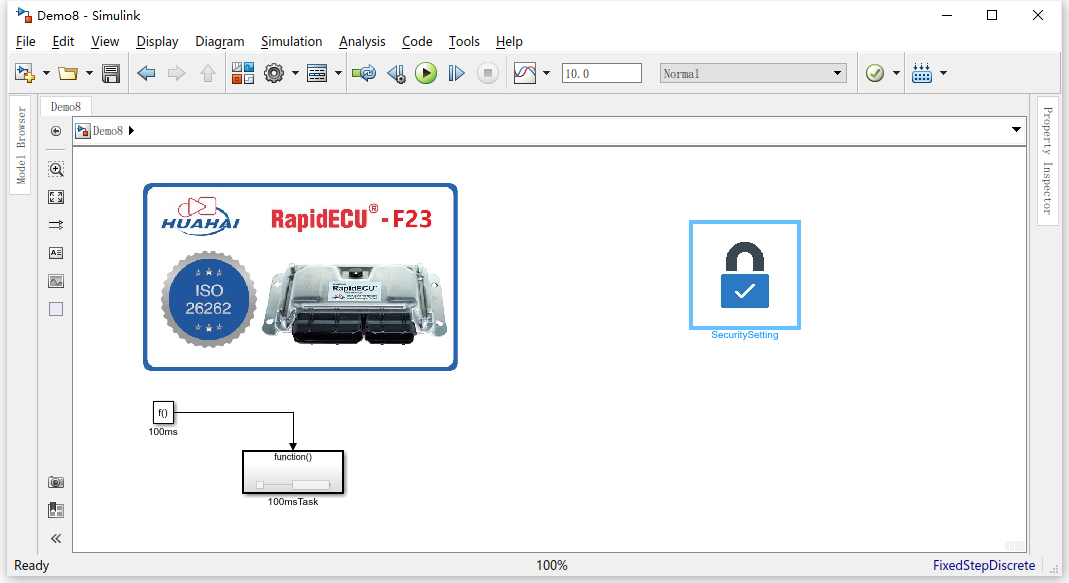 Demo8 - Simulink
File Edit View Display Diagram Simulation Analysis Code Tools Help
10.0 Normal
Model Browser
Demo8
Demo8
Property Inspector
HUAHAI
RapidECU® - F23
ISO
26262
RapidECU
SecuritySetting
f()
100ms
function()
100msTask
Ready 100% FixedStepDiscrete